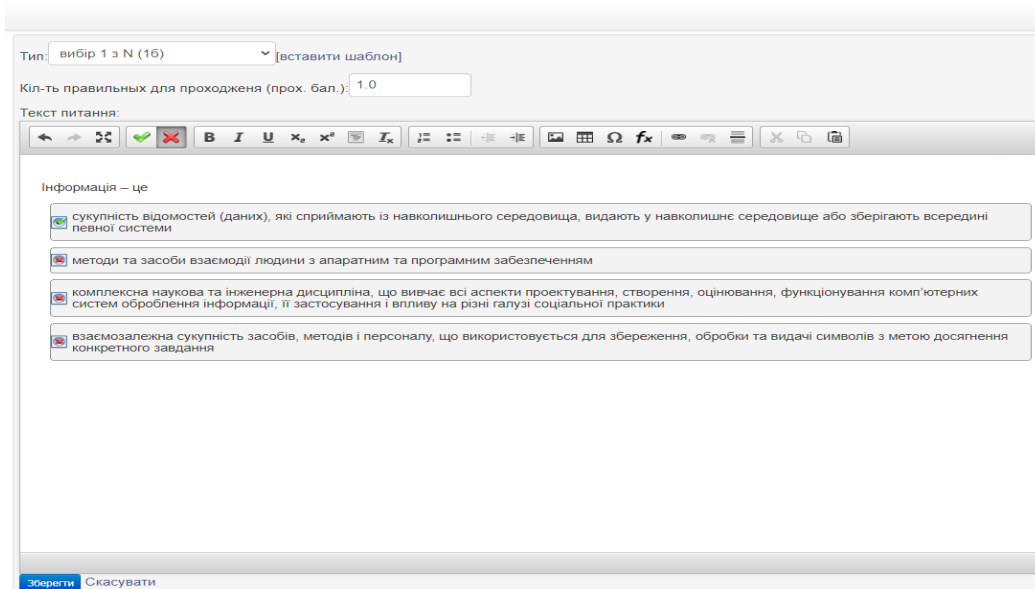 Тип: вибір 1 з N (1б) [вставити шаблон]
Кіл-ть правильных для проходженя (прох. бал.): 1.0
Текст питання:
B I U ×ₑ ×ᵉ Iₓ Ω fx
Інформація – це
сукупність відомостей (даних), які сприймають із навколишнього середовища, видають у навколишнє середовище або зберігають всередині
певної системи
методи та засоби взаємодії людини з апаратним та програмним забезпеченням
комплексна наукова та інженерна дисципліна, що вивчає всі аспекти проектування, створення, оцінювання, функціонування комп'ютерних
систем оброблення інформації, її застосування і впливу на різні галузі соціальної практики
взаємозалежна сукупність засобів, методів і персоналу, що використовується для збереження, обробки та видачі символів з метою досягнення
конкретного завдання
Зберегти Скасувати